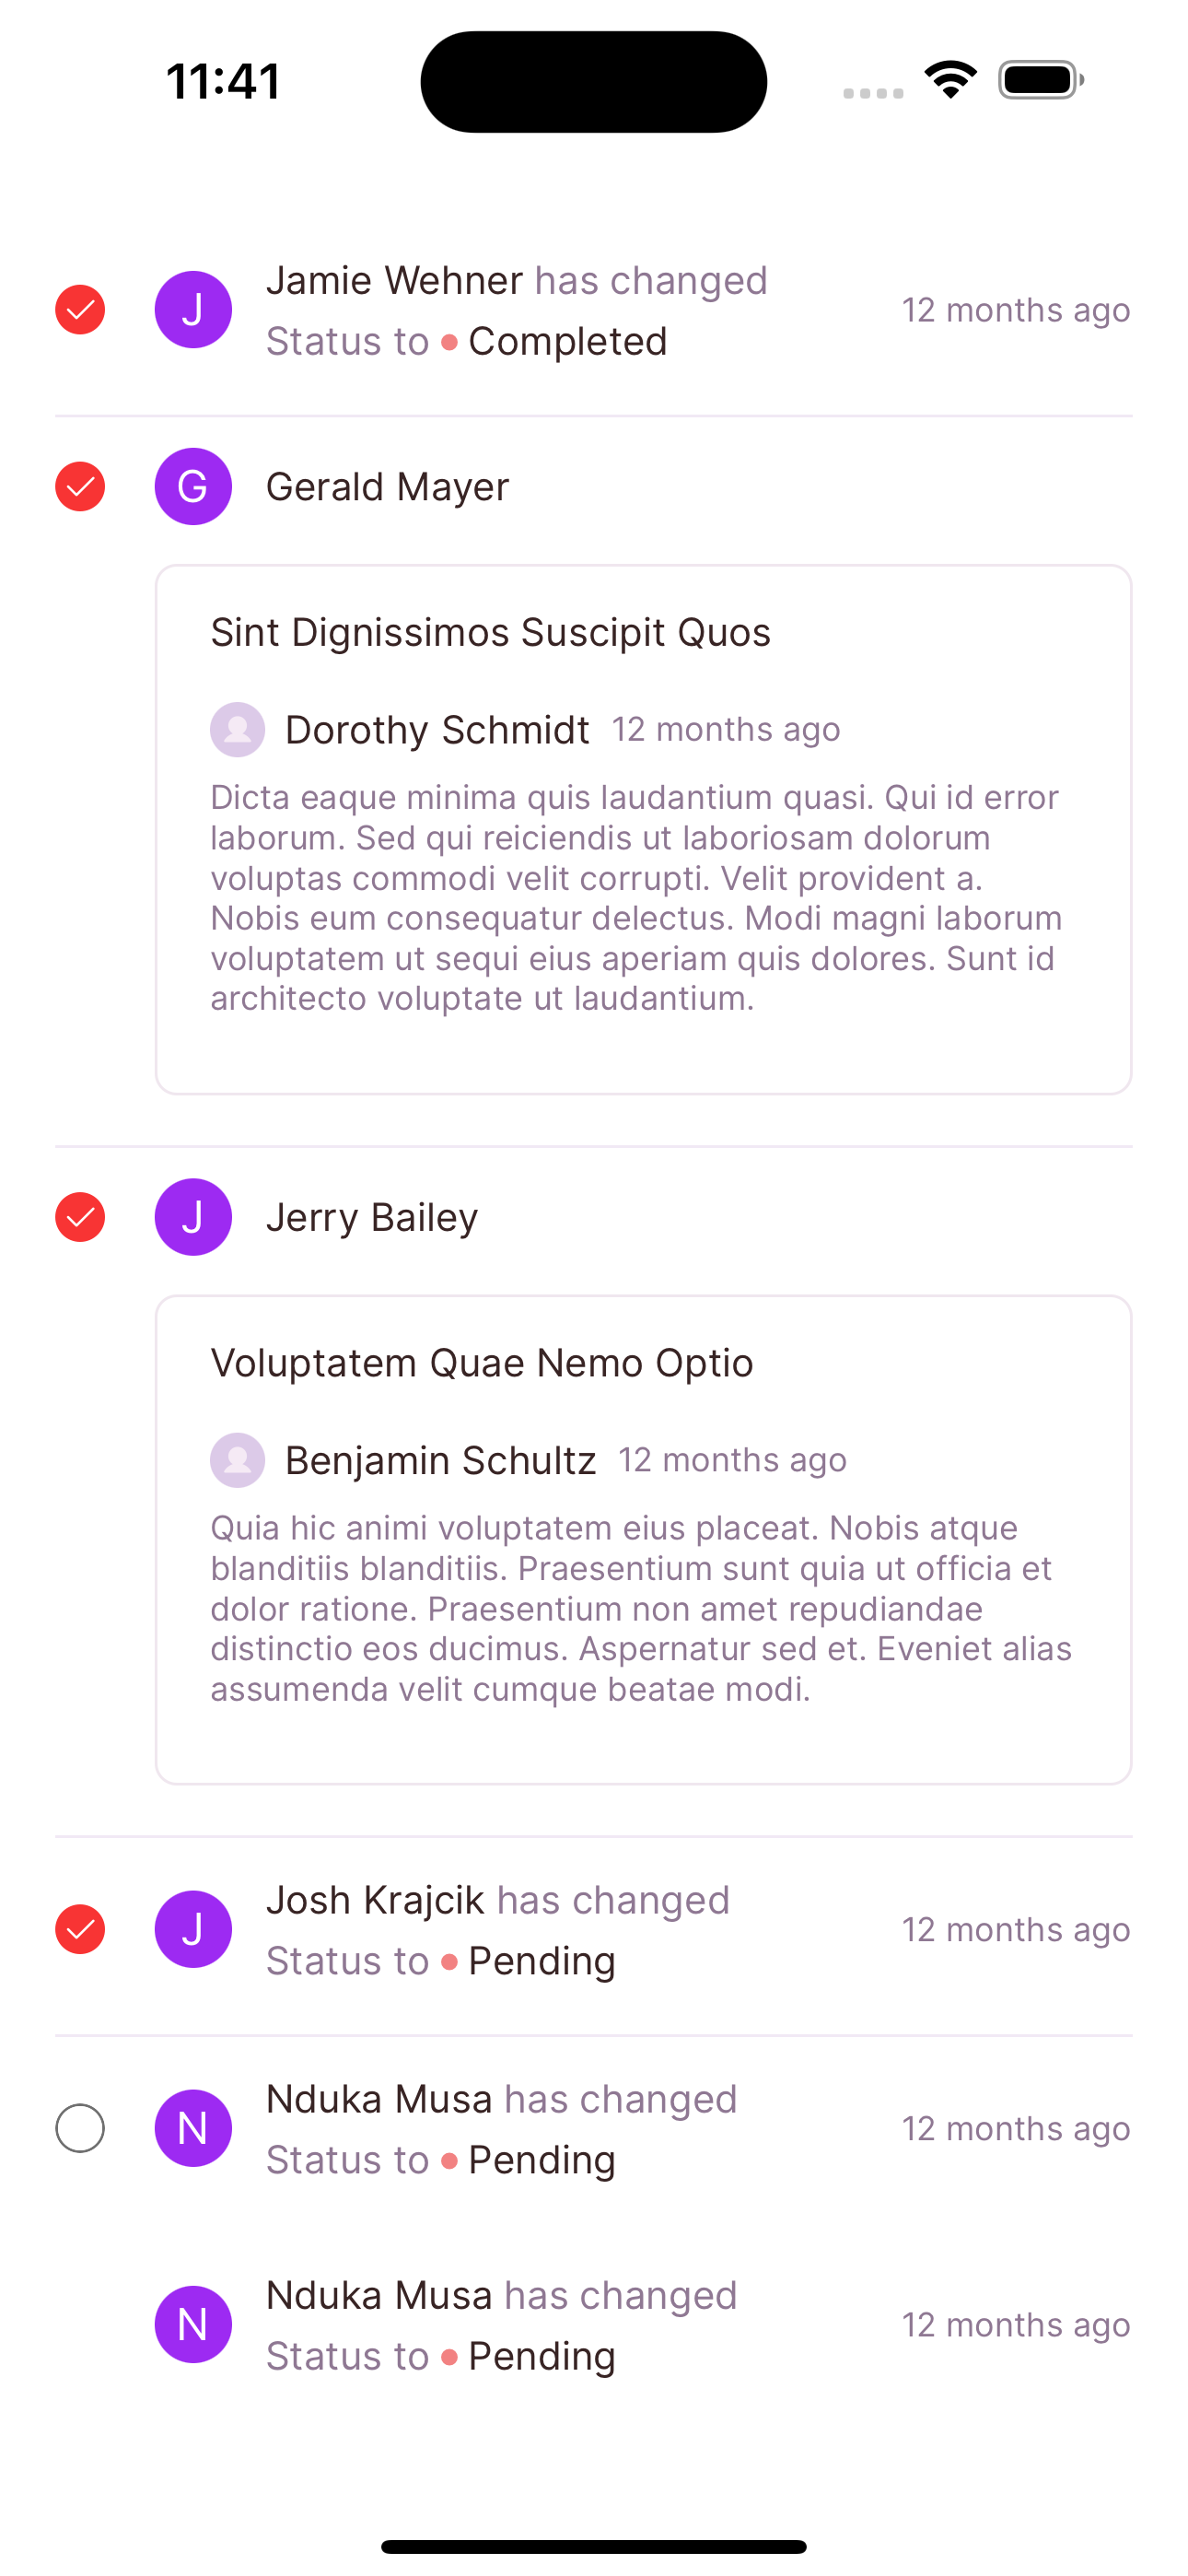 11:41
J
Jamie Wehner has changed
Status to Completed
12 months ago
G
Gerald Mayer
Sint Dignissimos Suscipit Quos
Dorothy Schmidt 12 months ago
Dicta eaque minima quis laudantium quasi. Qui id error
laborum. Sed qui reiciendis ut laboriosam dolorum
voluptas commodi velit corrupti. Velit provident a.
Nobis eum consequatur delectus. Modi magni laborum
voluptatem ut sequi eius aperiam quis dolores. Sunt id
architecto voluptate ut laudantium.
J
Jerry Bailey
Voluptatem Quae Nemo Optio
Benjamin Schultz 12 months ago
Quia hic animi voluptatem eius placeat. Nobis atque
blanditiis blanditiis. Praesentium sunt quia ut officia et
dolor ratione. Praesentium non amet repudiandae
distinctio eos ducimus. Aspernatur sed et. Eveniet alias
assumenda velit cumque beatae modi.
J
Josh Krajcik has changed
Status to Pending
12 months ago
N
Nduka Musa has changed
Status to Pending
12 months ago
N
Nduka Musa has changed
Status to Pending
12 months ago